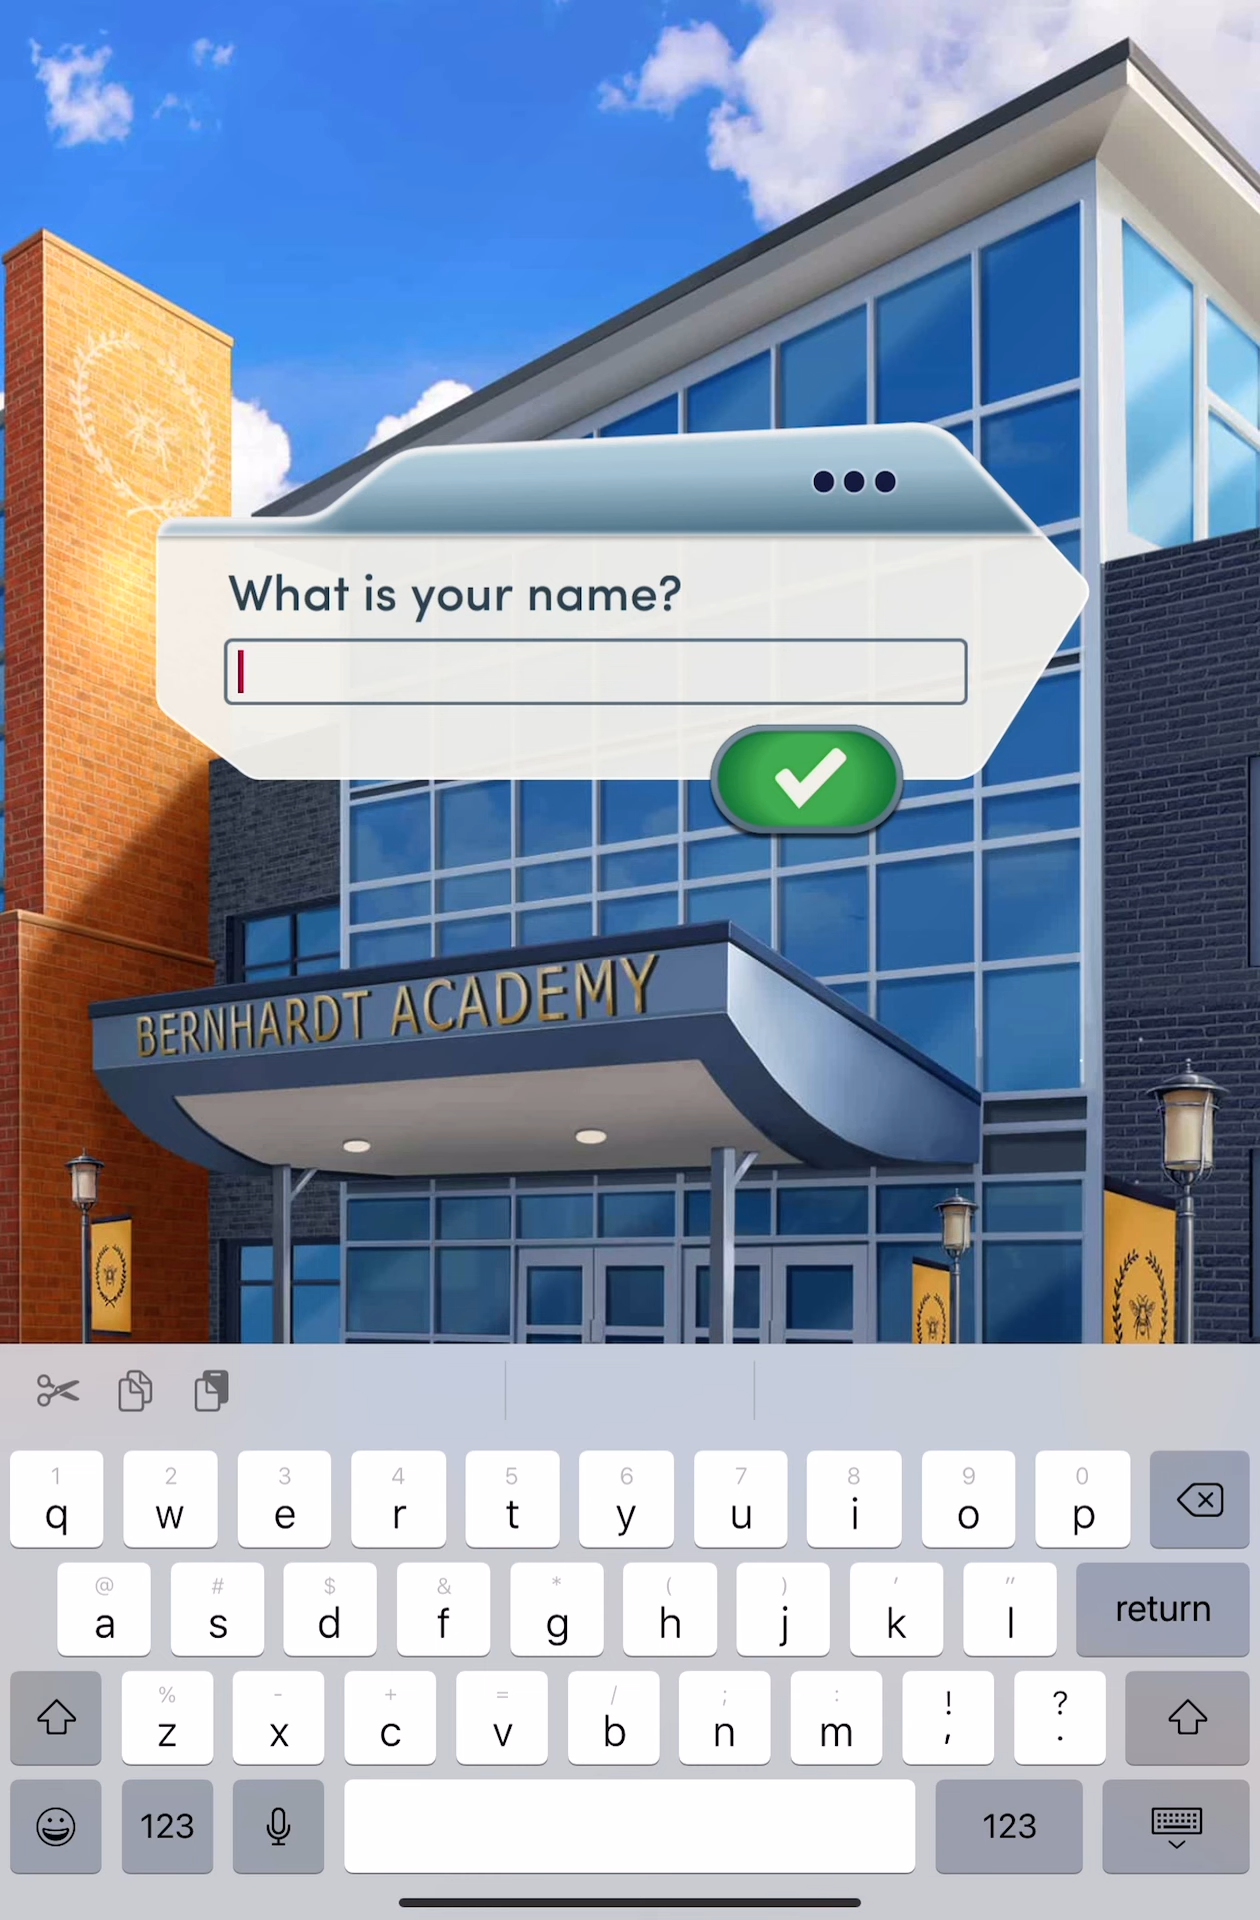 What is your name?
BERNHARDT ACADEMY
1 2 3 4 5 6 7 8 9 0
q w e r t y u i o p
@ # $ & * ( ) ' "
a s d f g h j k l return
% - + = / ; : ! ?
z x c v b n m , .
123 123